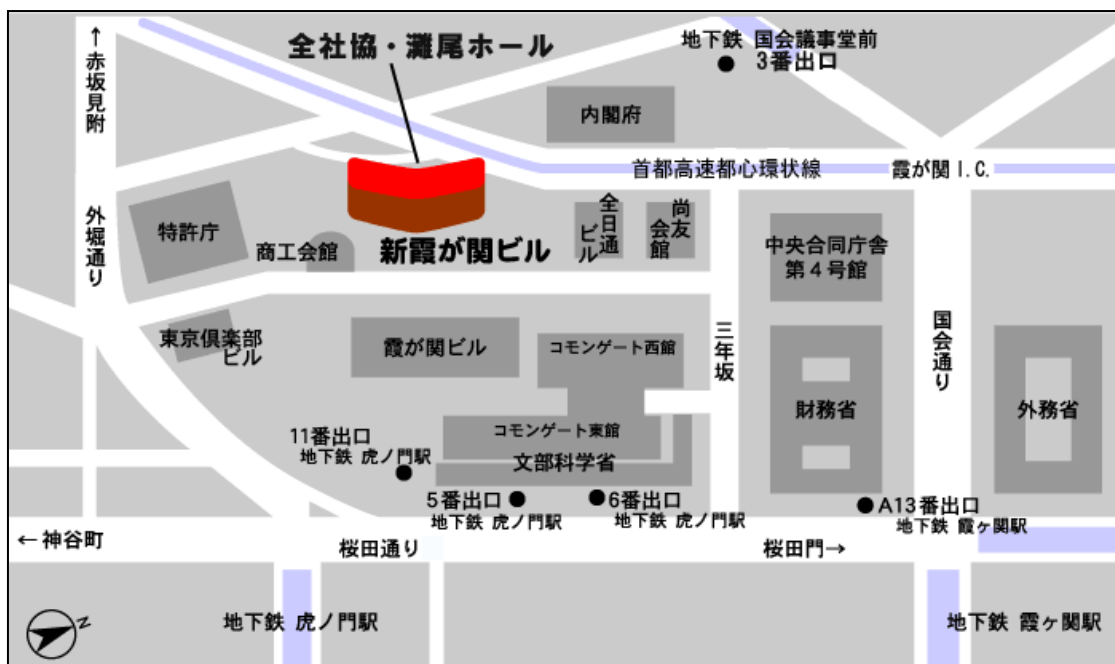 ↑赤坂見附
全社協・灘尾ホール
地下鉄 国会議事堂前
3番出口
内閣府
首都高速都心環状線
霞が関 I.C.
外堀通り
特許庁
商工会館
新霞が関ビル
全日通
ビル
尚友
会館
中央合同庁舎
第4号館
東京倶楽部
ビル
霞が関ビル
コモンゲート西館
三年坂
国会通り
財務省
外務省
コモンゲート東館
文部科学省
11番出口
地下鉄 虎ノ門駅
5番出口
地下鉄 虎ノ門駅
6番出口
地下鉄 虎ノ門駅
A13番出口
地下鉄 霞ヶ関駅
←神谷町
桜田通り
桜田門→
地下鉄 虎ノ門駅
地下鉄 霞ヶ関駅
N